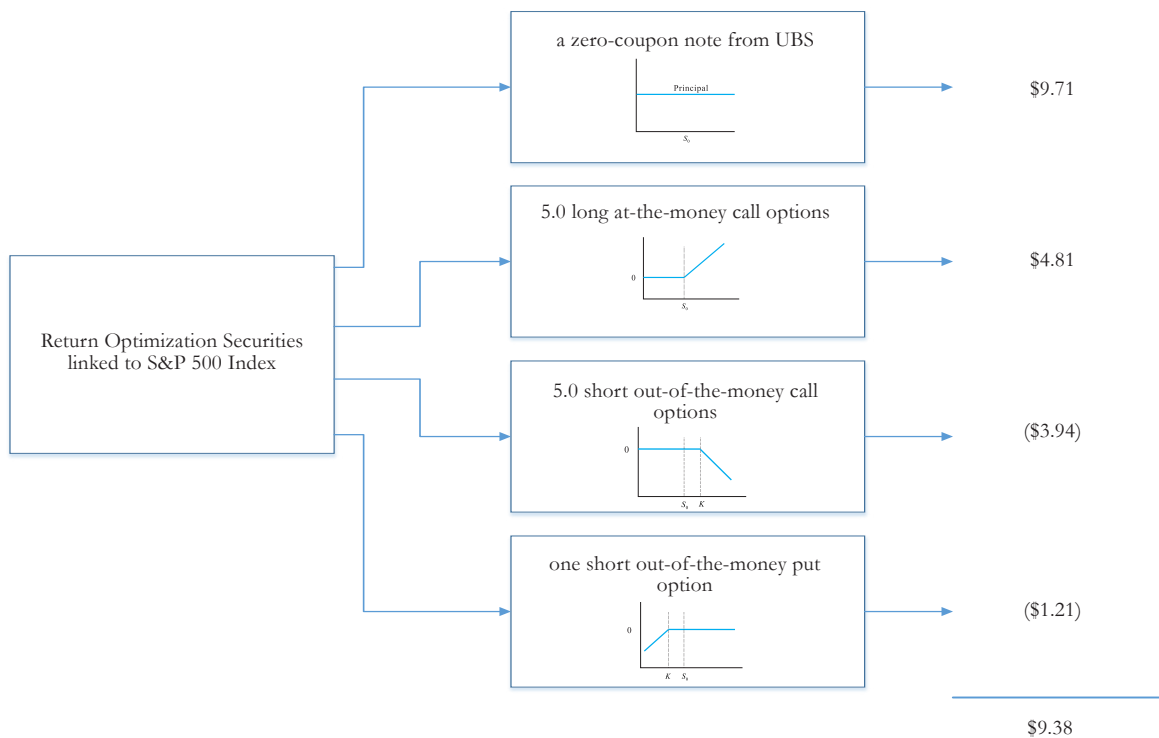 a zero-coupon note from UBS
Principal
S₀
$9.71
5.0 long at-the-money call options
0
S₀
$4.81
Return Optimization Securities
linked to S&P 500 Index
5.0 short out-of-the-money call
options
0
S₀ K
($3.94)
one short out-of-the-money put
option
0
K S₀
($1.21)
$9.38